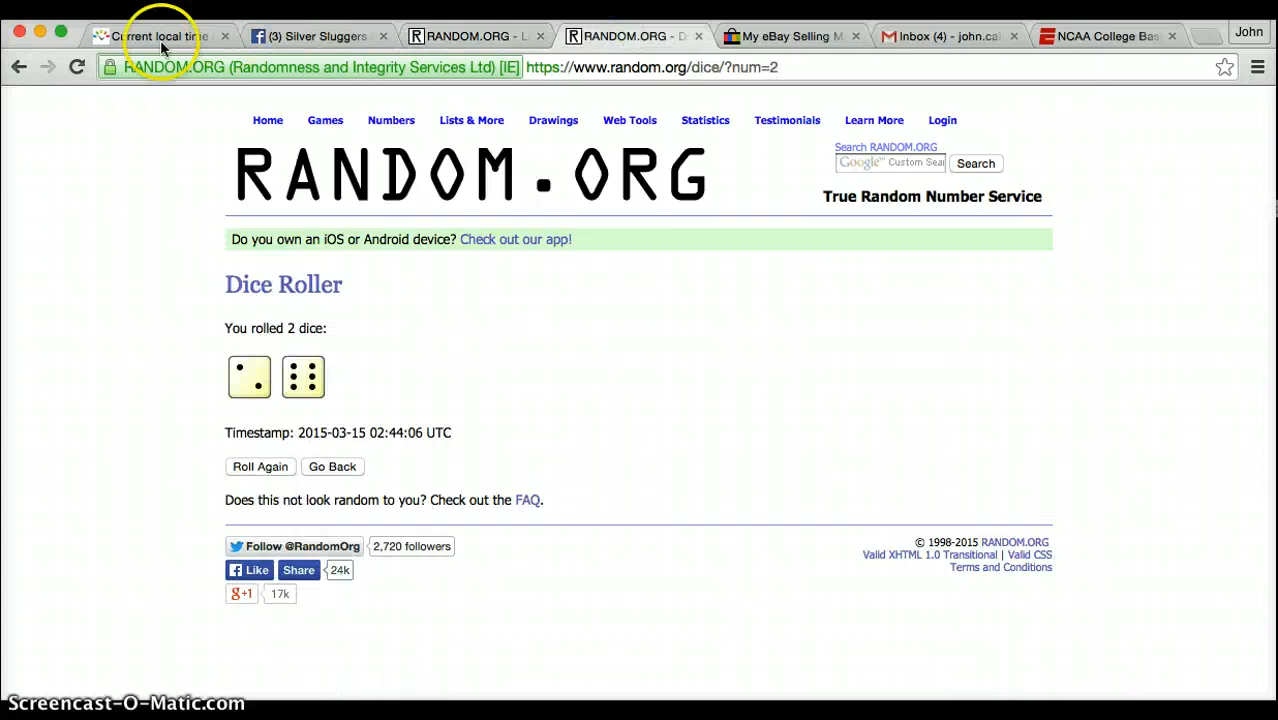 Current local time
(3) Silver Sluggers
RANDOM.ORG - L
RANDOM.ORG - D
My eBay Selling M
Inbox (4) - john.cal
NCAA College Bas
John
RANDOM.ORG (Randomness and Integrity Services Ltd) [IE] https://www.random.org/dice/?num=2
Home Games Numbers Lists & More Drawings Web Tools Statistics Testimonials Learn More Login
Search RANDOM.ORG
Google™ Custom Sear Search
RANDOM.ORG
True Random Number Service
Do you own an iOS or Android device? Check out our app!
Dice Roller
You rolled 2 dice:
Timestamp: 2015-03-15 02:44:06 UTC
Roll Again Go Back
Does this not look random to you? Check out the FAQ.
Follow @RandomOrg 2,720 followers
Like Share 24k
g+1 17k
© 1998-2015 RANDOM.ORG
Valid XHTML 1.0 Transitional | Valid CSS
Terms and Conditions
Screencast-O-Matic.com